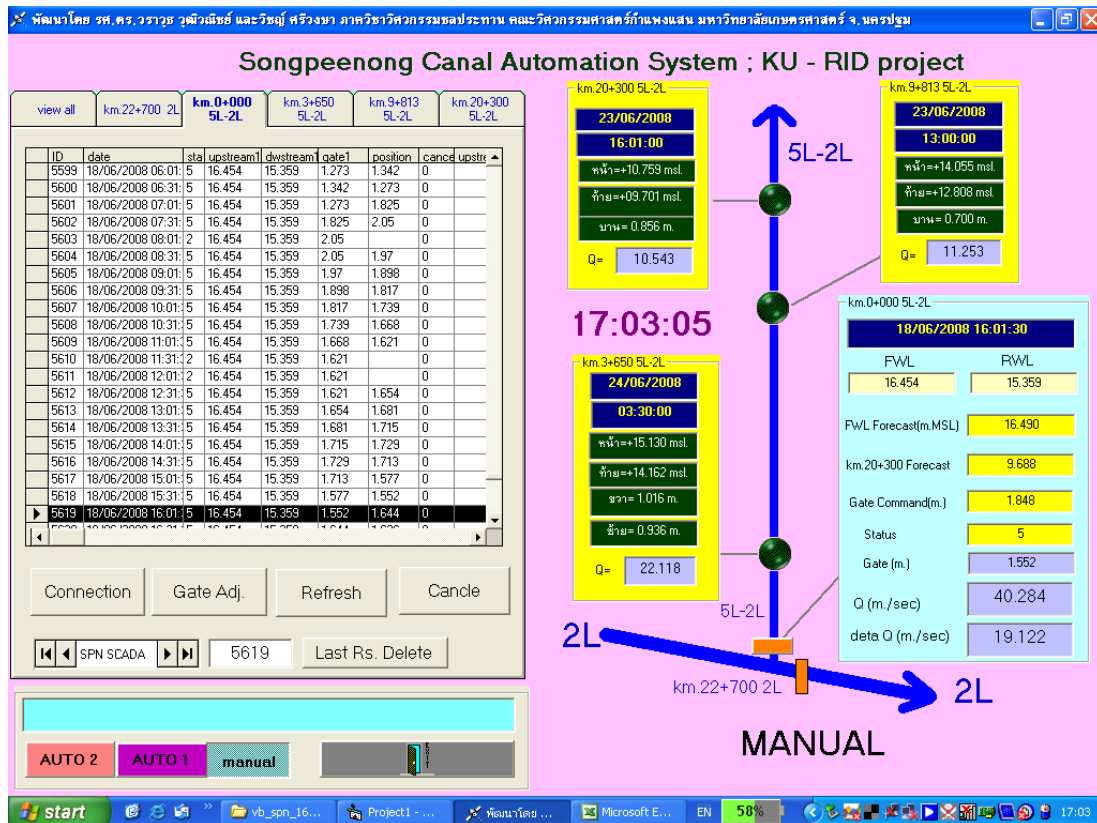 พัฒนาโดย รศ.ดร.วราวุธ วุฒิวณิชย์ และวิชญ์ ศรีวงษา ภาควิชาวิศวกรรมชลประทาน คณะวิศวกรรมศาสตร์กำแพงแสน มหาวิทยาลัยเกษตรศาสตร์ จ.นครปฐม
Songpeenong Canal Automation System ; KU - RID project
view all
km.22+700 2L
km.0+000 5L-2L
km.3+650 5L-2L
km.9+813 5L-2L
km.20+300 5L-2L
ID date sta upstream1 dwstream1 gate1 position cance upstre
5599 18/06/2008 06:01: 5 16.454 15.359 1.273 1.342 0
5600 18/06/2008 06:31: 5 16.454 15.359 1.342 1.273 0
5601 18/06/2008 07:01: 5 16.454 15.359 1.273 1.825 0
5602 18/06/2008 07:31: 5 16.454 15.359 1.825 2.05 0
5603 18/06/2008 08:01: 2 16.454 15.359 2.05 0
5604 18/06/2008 08:31: 5 16.454 15.359 2.05 1.97 0
5605 18/06/2008 09:01: 5 16.454 15.359 1.97 1.898 0
5606 18/06/2008 09:31: 5 16.454 15.359 1.898 1.817 0
5607 18/06/2008 10:01: 5 16.454 15.359 1.817 1.739 0
5608 18/06/2008 10:31: 5 16.454 15.359 1.739 1.668 0
5609 18/06/2008 11:01: 5 16.454 15.359 1.668 1.621 0
5610 18/06/2008 11:31: 2 16.454 15.359 1.621 0
5611 18/06/2008 12:01: 2 16.454 15.359 1.621 0
5612 18/06/2008 12:31: 5 16.454 15.359 1.621 1.654 0
5613 18/06/2008 13:01: 5 16.454 15.359 1.654 1.681 0
5614 18/06/2008 13:31: 5 16.454 15.359 1.681 1.715 0
5615 18/06/2008 14:01: 5 16.454 15.359 1.715 1.729 0
5616 18/06/2008 14:31: 5 16.454 15.359 1.729 1.713 0
5617 18/06/2008 15:01: 5 16.454 15.359 1.713 1.577 0
5618 18/06/2008 15:31: 5 16.454 15.359 1.577 1.552 0
5619 18/06/2008 16:01: 5 16.454 15.359 1.552 1.644 0
Connection
Gate Adj.
Refresh
Cancle
SPN SCADA
5619
Last Rs. Delete
AUTO 2
AUTO 1
manual
EXIT
km.20+300 5L-2L
23/06/2008
16:01:00
หน้า=+10.759 msl.
ท้าย=+09.701 msl.
บาน= 0.856 m.
Q= 10.543
5L-2L
km.9+813 5L-2L
23/06/2008
13:00:00
หน้า=+14.055 msl.
ท้าย=+12.808 msl.
บาน= 0.700 m.
Q= 11.253
17:03:05
km.3+650 5L-2L
24/06/2008
03:30:00
หน้า=+15.130 msl.
ท้าย=+14.162 msl.
ขวา= 1.016 m.
ซ้าย= 0.936 m.
Q= 22.118
km.0+000 5L-2L
18/06/2008 16:01:30
FWL RWL
16.454 15.359
FWL Forecast(m.MSL) 16.490
km.20+300 Forecast 9.688
Gate Command(m.) 1.848
Status 5
Gate (m.) 1.552
Q (m./sec) 40.284
deta Q (m./sec) 19.122
5L-2L
2L
km.22+700 2L
2L
MANUAL
start
vb_spn_16...
Project1 - ...
พัฒนาโดย ...
Microsoft E...
EN
58%
17:03